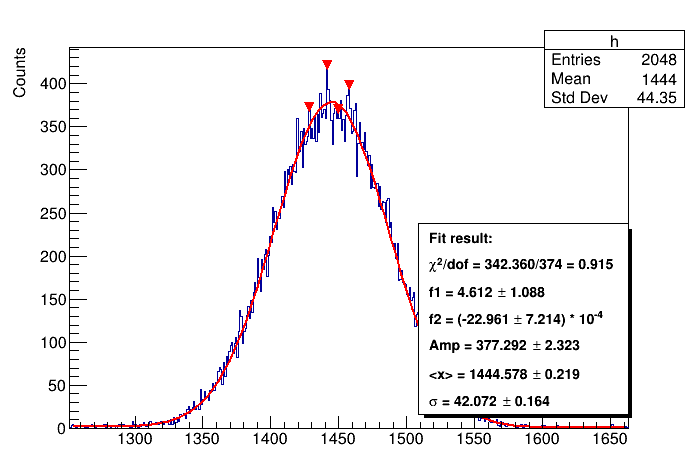 h
Entries 2048
Mean 1444
Std Dev 44.35
Counts
400
350
300
250
200
150
100
50
0
Fit result:
χ²/dof = 342.360/374 = 0.915
f1 = 4.612 ± 1.088
f2 = (-22.961 ± 7.214) * 10⁻⁴
Amp = 377.292 ± 2.323
<x> = 1444.578 ± 0.219
σ = 42.072 ± 0.164
1300 1350 1400 1450 1500 1550 1600 1650